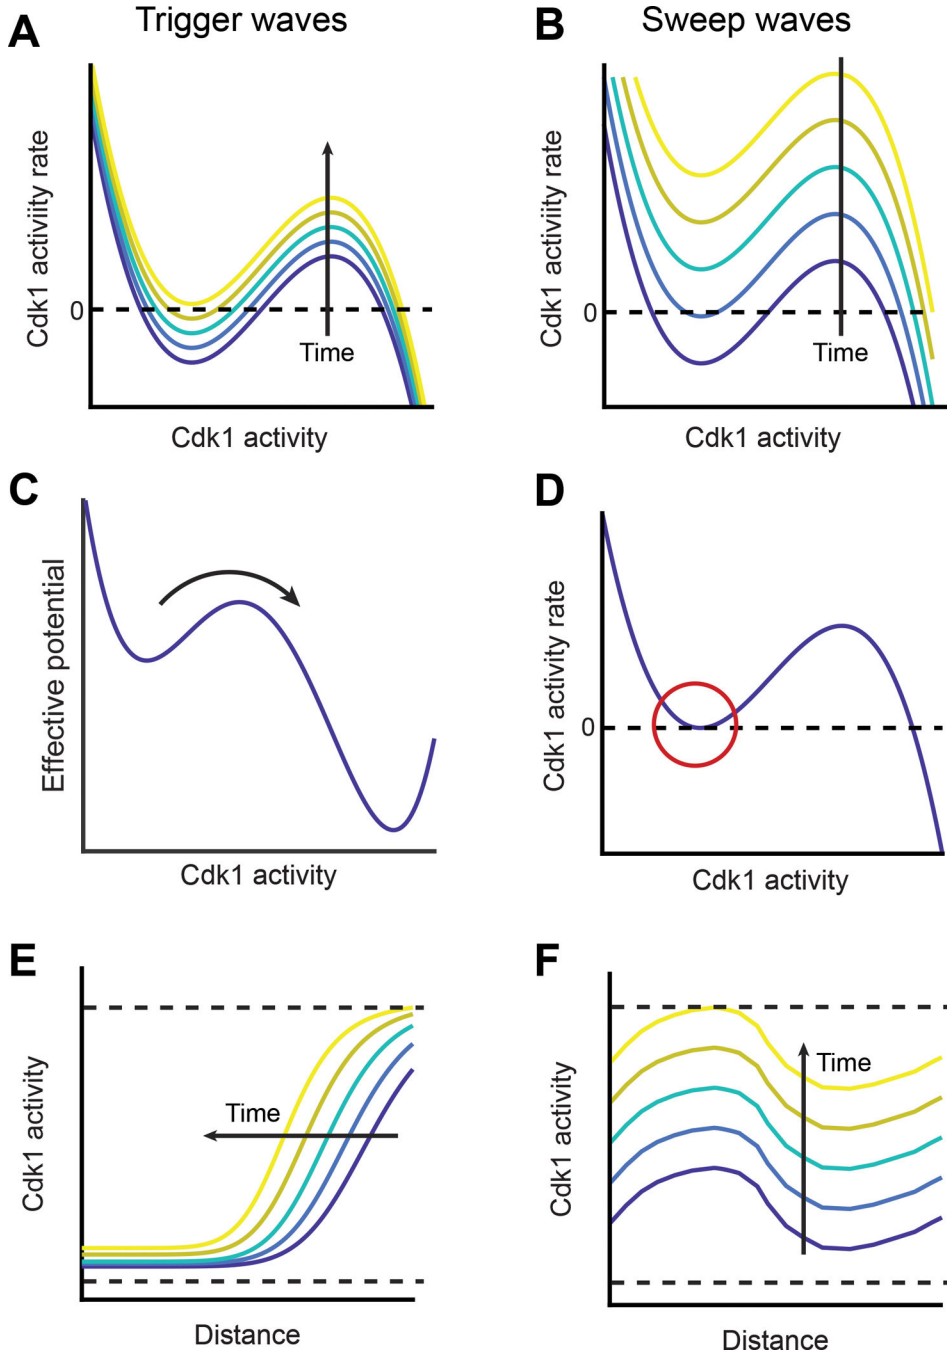 A
Trigger waves
Cdk1 activity rate
0
Time
Cdk1 activity
B
Sweep waves
Cdk1 activiity rate
0
Time
Cdk1 activity
C
Effective potential
Cdk1 activity
D
Cdk1 activity rate
0
Cdk1 activity
E
Cdk1 activity
Time
Distance
F
Cdk1 activity
Time
Distance